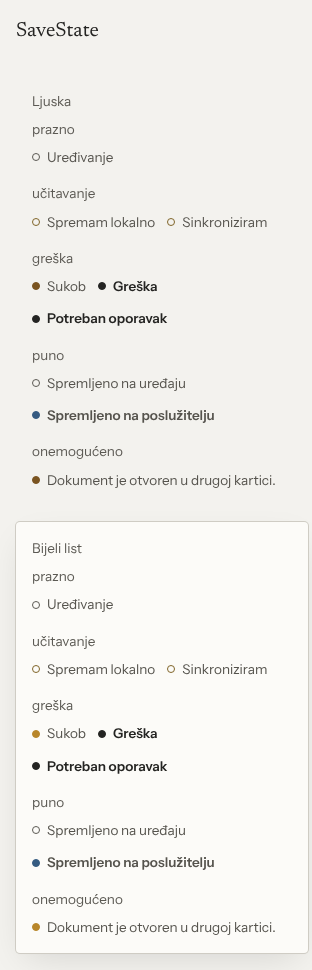 SaveState
Ljuska
prazno
Uređivanje
učitavanje
Spremam lokalno Sinkroniziram
greška
Sukob Greška
Potreban oporavak
puno
Spremljeno na uređaju
Spremljeno na poslužitelju
onemogućeno
Dokument je otvoren u drugoj kartici.
Bijeli list
prazno
Uređivanje
učitavanje
Spremam lokalno Sinkroniziram
greška
Sukob Greška
Potreban oporavak
puno
Spremljeno na uređaju
Spremljeno na poslužitelju
onemogućeno
Dokument je otvoren u drugoj kartici.